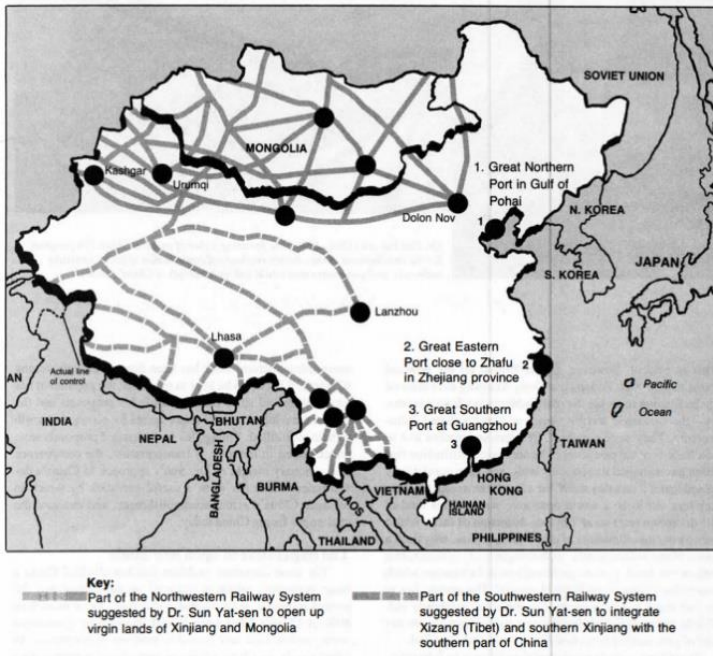 SOVIET UNION
MONGOLIA
Kashgar
Urumqi
1. Great Northern
Port in Gulf of
Pohai
Dolon Nov
1
N. KOREA
S. KOREA
JAPAN
Lanzhou
Lhasa
2. Great Eastern
Port close to Zhafu
in Zhejiang province
2
Pacific
Ocean
Actual line
of control
AN
INDIA
NEPAL
BHUTAN
BANGLADESH
3. Great Southern
Port at Guangzhou
3
TAIWAN
HONG
KONG
BURMA
VIETNAM
LAOS
HAINAN
ISLAND
THAILAND
PHILIPPINES
Key:
Part of the Northwestern Railway System
suggested by Dr. Sun Yat-sen to open up
virgin lands of Xinjiang and Mongolia
Part of the Southwestern Railway System
suggested by Dr. Sun Yat-sen to integrate
Xizang (Tibet) and southern Xinjiang with the
southern part of China